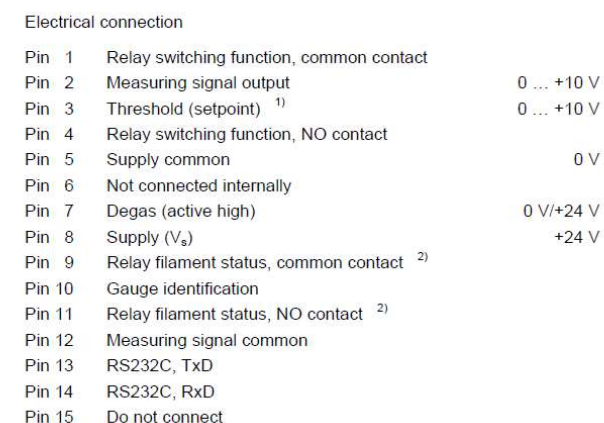 Electrical connection
Pin 1 Relay switching function, common contact
Pin 2 Measuring signal output 0 ... +10 V
Pin 3 Threshold (setpoint) 1) 0 ... +10 V
Pin 4 Relay switching function, NO contact
Pin 5 Supply common 0 V
Pin 6 Not connected internally
Pin 7 Degas (active high) 0 V/+24 V
Pin 8 Supply (Vs) +24 V
Pin 9 Relay filament status, common contact 2)
Pin 10 Gauge identification
Pin 11 Relay filament status, NO contact 2)
Pin 12 Measuring signal common
Pin 13 RS232C, TxD
Pin 14 RS232C, RxD
Pin 15 Do not connect